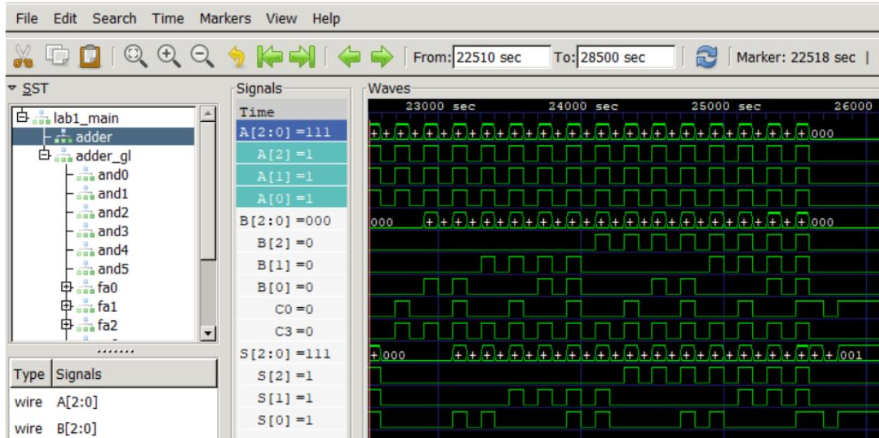 File Edit Search Time Markers View Help
From: 22510 sec To: 28500 sec Marker: 22518 sec |
SST
lab1_main
adder
adder_gl
and0
and1
and2
and3
and4
and5
fa0
fa1
fa2
Type Signals
wire A[2:0]
wire B[2:0]
Signals
Time
A[2:0] =111
A[2] =1
A[1] =1
A[0] =1
B[2:0] =000
B[2] =0
B[1] =0
B[0] =0
C0 =0
C3 =0
S[2:0] =111
S[2] =1
S[1] =1
S[0] =1
Waves
23000 sec 24000 sec 25000 sec 26000
+ + + + + + + + + + + + + + + + + + + + + + + + + + + + + + 000
000 + + + + + + + + + + + + + + + + + + + + + + + + + + 000
+ 000 + + + + + + + + + + + + + + + + + + + + + + + + + + 001